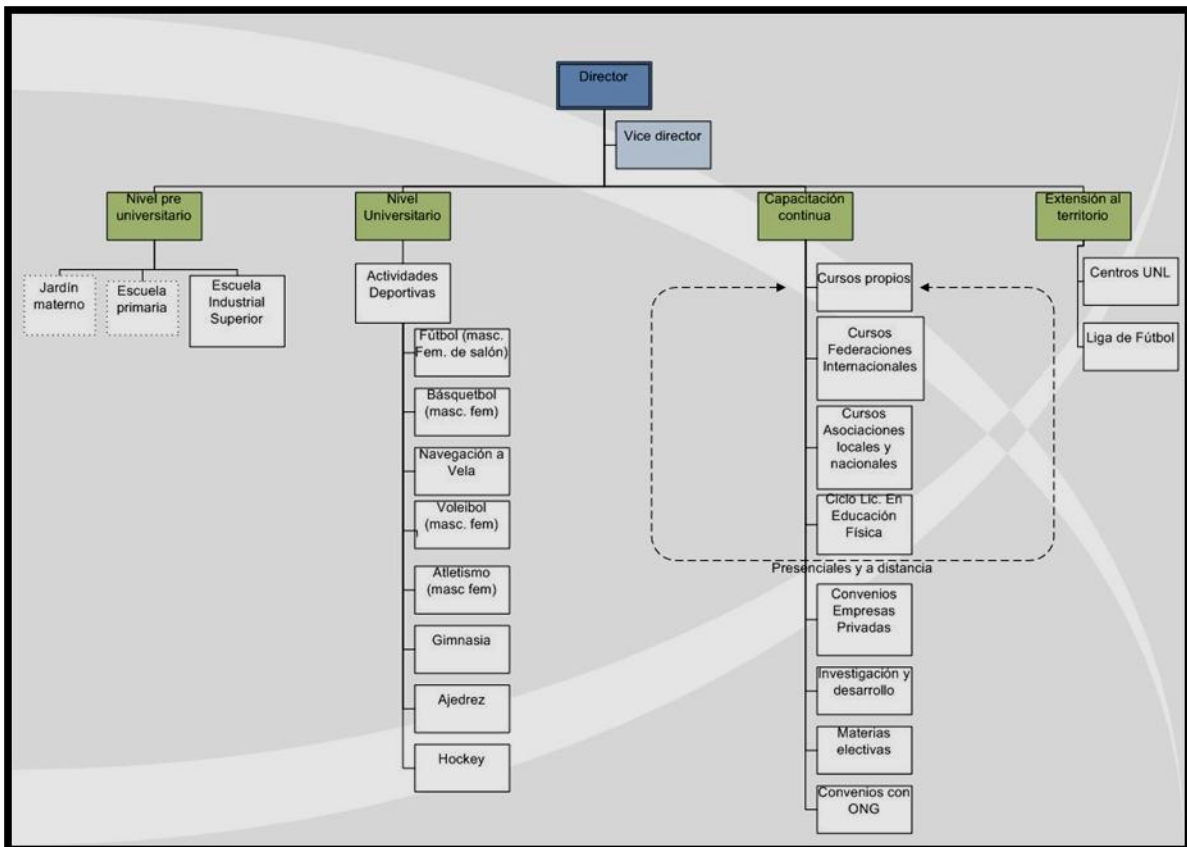 Director
Vice director
Nivel pre
universitario
Jardín
materno
Escuela
primaria
Escuela
Industrial
Superior
Nivel
Universitario
Actividades
Deportivas
Fútbol (masc.
Fem. de salón)
Básquetbol
(masc. fem)
Navegación a
Vela
Voleibol
(masc. fem)
Atletismo
(masc fem)
Gimnasia
Ajedrez
Hockey
Capacitación
continua
Cursos propios
Cursos
Federaciones
Internacionales
Cursos
Asociaciones
locales y
nacionales
Ciclo Lic. En
Educación
Física
Presenciales y a distancia
Convenios
Empresas
Privadas
Investigación y
desarrollo
Materias
electivas
Convenios con
ONG
Extensión al
territorio
Centros UNL
Liga de Fútbol